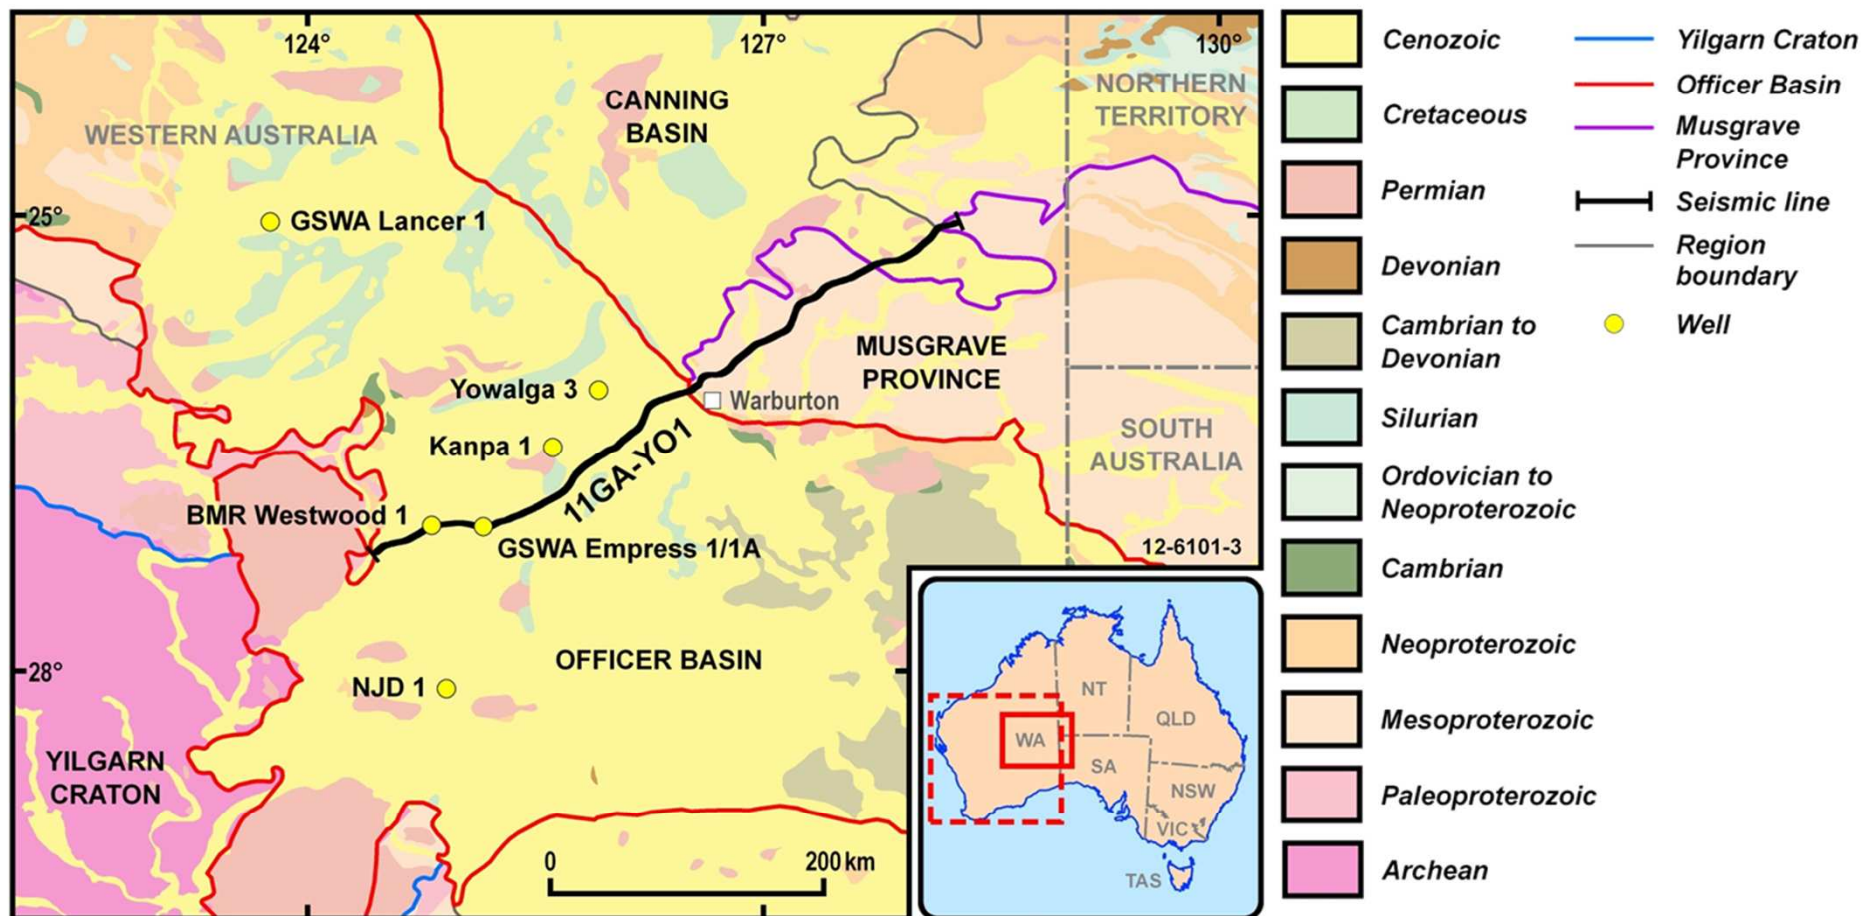 124°
127°
130°
CANNING
BASIN
NORTHERN
TERRITORY
WESTERN AUSTRALIA
25°
GSWA Lancer 1
MUSGRAVE
PROVINCE
Yowalga 3
Warburton
Kanpa 1
11GA-YO1
SOUTH
AUSTRALIA
BMR Westwood 1
GSWA Empress 1/1A
12-6101-3
28°
OFFICER BASIN
NJD 1
YILGARN
CRATON
0
200 km
NT
QLD
WA
SA
NSW
VIC
TAS
Cenozoic
Cretaceous
Permian
Devonian
Cambrian to
Devonian
Silurian
Ordovician to
Neoproterozoic
Cambrian
Neoproterozoic
Mesoproterozoic
Paleoproterozoic
Archean
Yilgarn Craton
Officer Basin
Musgrave
Province
Seismic line
Region
boundary
Well